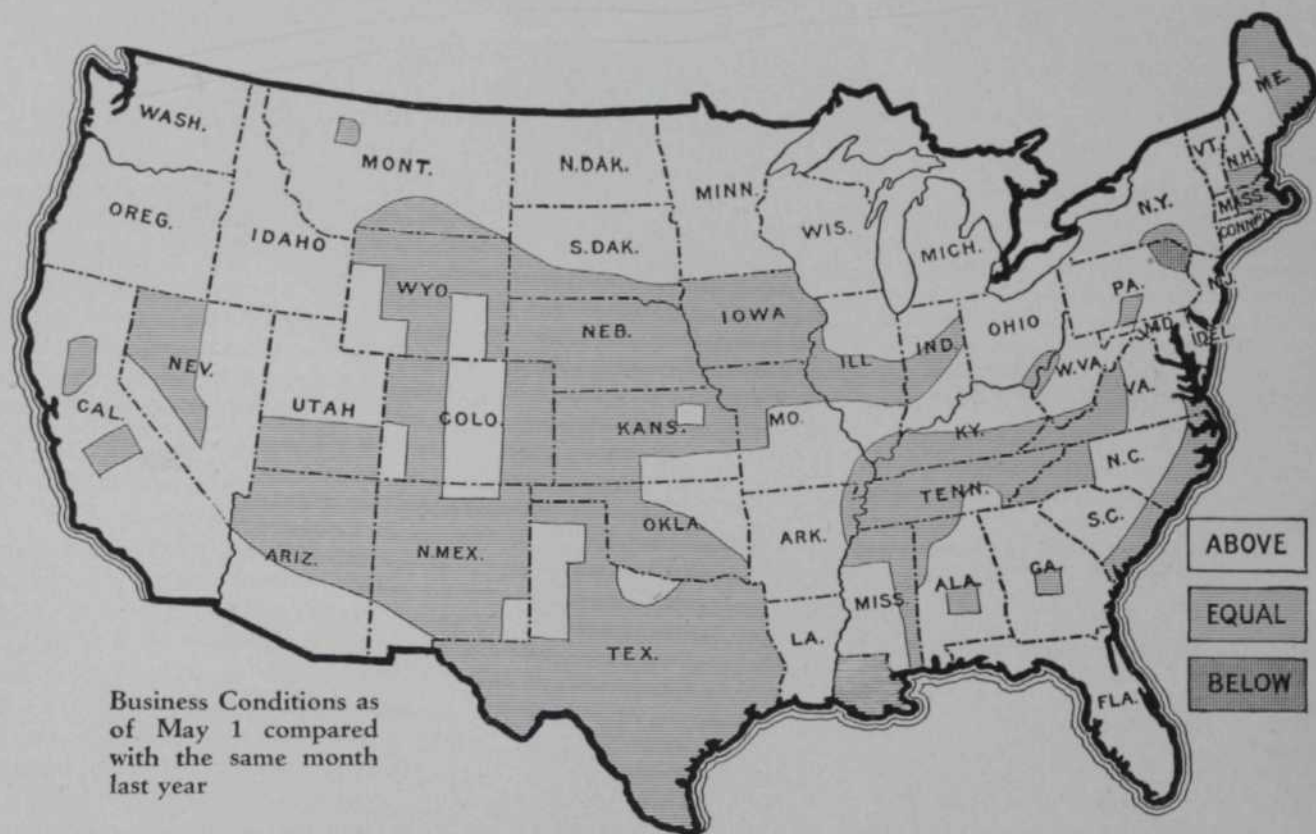 WASH.
MONT.
N.DAK.
MINN.
ME.
VT.
N.H.
OREG.
IDAHO
S.DAK.
WIS.
MICH.
N.Y.
MASS.
CONN.
WYO.
NEB.
IOWA
PA.
N.J.
NEV.
ILL.
IND.
OHIO
MD.
DEL.
W.VA.
VA.
CAL.
UTAH
COLO.
KANS.
MO.
KY.
N.C.
TENN.
ARIZ.
N.MEX.
OKLA.
ARK.
S.C.
MISS.
ALA.
GA.
TEX.
LA.
FLA.
ABOVE
EQUAL
BELOW
Business Conditions as
of May 1 compared
with the same month
last year